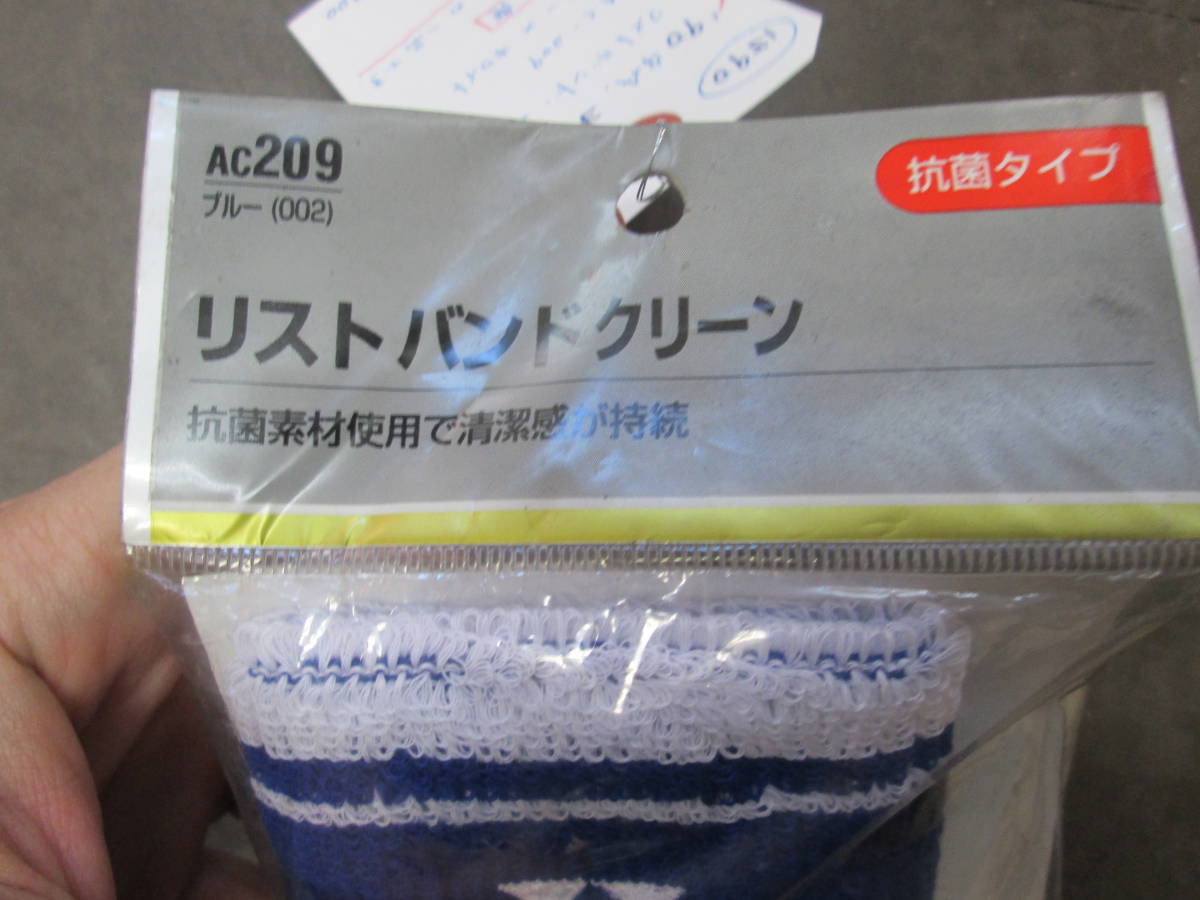 1890
AC209
ブルー (002)
抗菌タイプ
リストバンドクリーン
抗菌素材使用で清潔感が持続